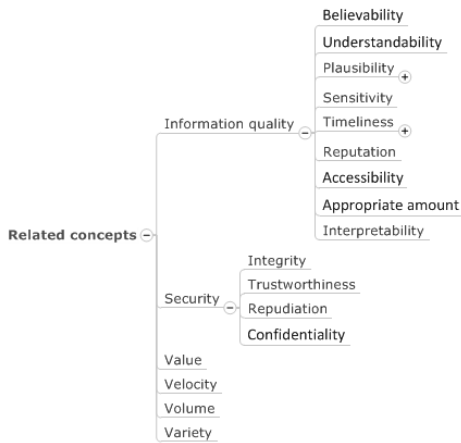 Believability
Understandability
Plausibility
Sensitivity
Information quality
Timeliness
Reputation
Accessibility
Appropriate amount
Interpretability
Related concepts
Integrity
Trustworthiness
Security
Repudiation
Confidentiality
Value
Velocity
Volume
Variety